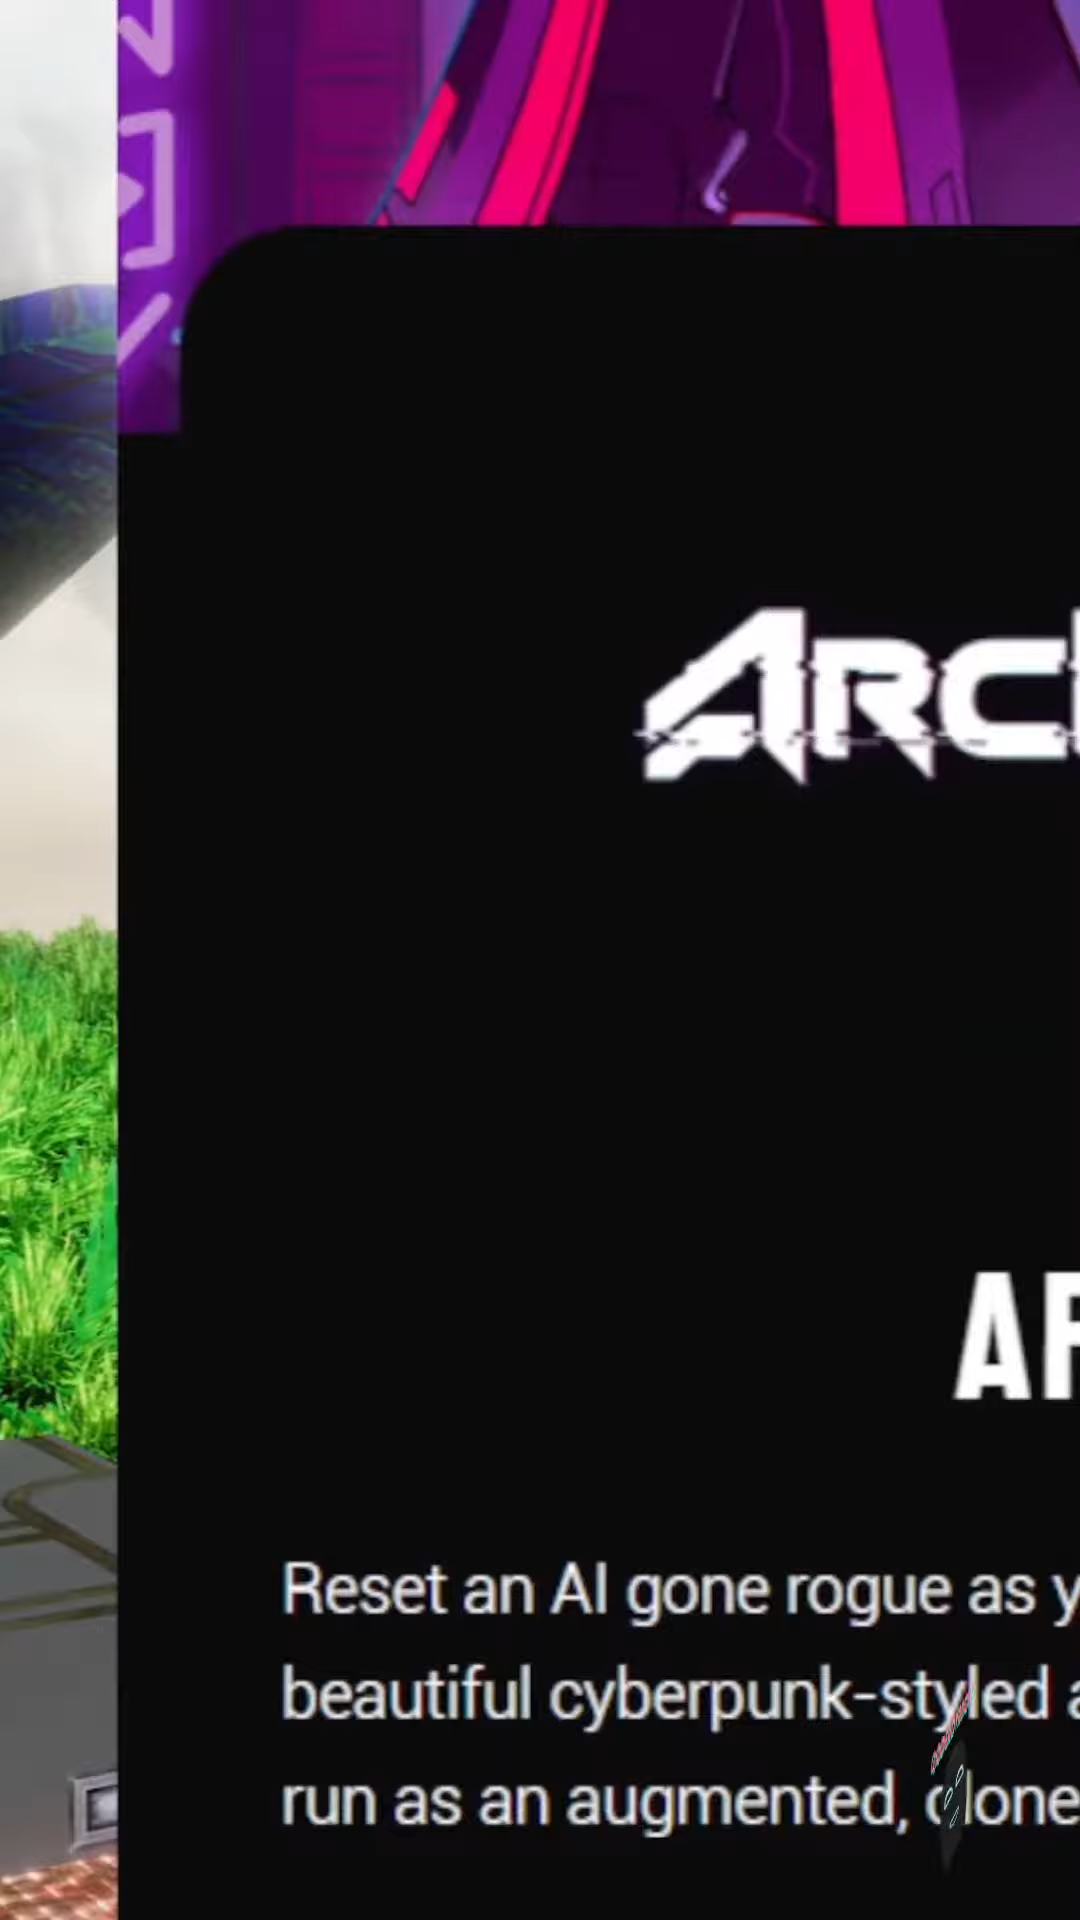 ARC
AR
Reset an AI gone rogue as y
beautiful cyberpunk-styled a
run as an augmented, clone